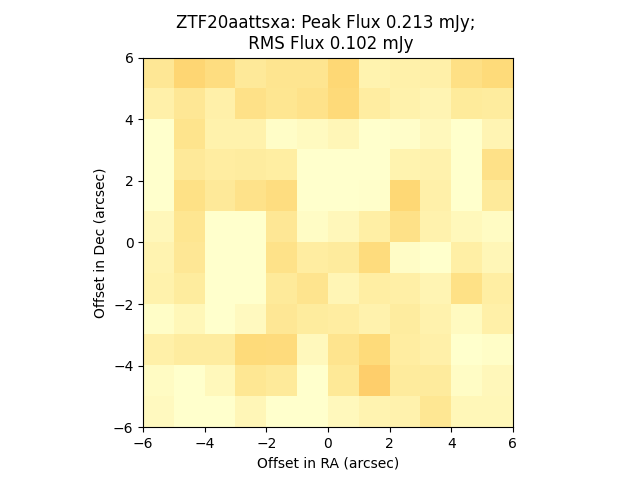 ZTF20aattsxa: Peak Flux 0.213 mJy;
RMS Flux 0.102 mJy
6
4
2
0
−2
−4
−6
Offset in Dec (arcsec)
−6 −4 −2 0 2 4 6
Offset in RA (arcsec)